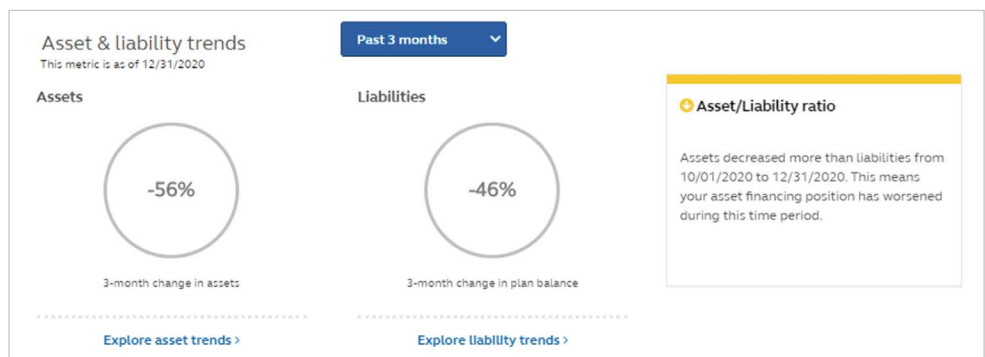 Asset & liability trends
This metric is as of 12/31/2020
Past 3 months
Assets
-56%
3-month change in assets
Explore asset trends >
Liabilities
-46%
3-month change in plan balance
Explore liability trends >
Asset/Liability ratio
Assets decreased more than liabilities from
10/01/2020 to 12/31/2020. This means
your asset financing position has worsened
during this time period.